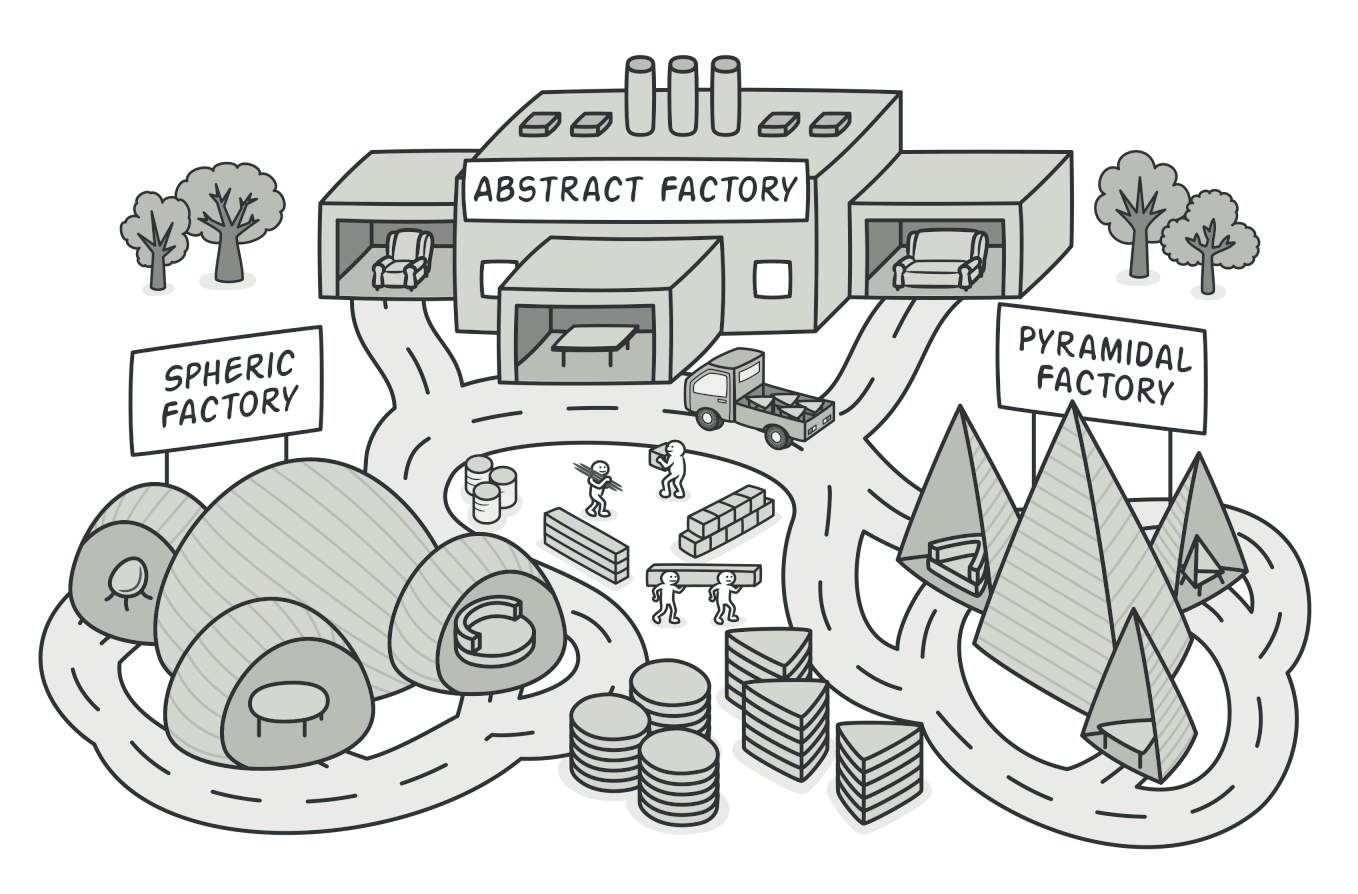 ABSTRACT FACTORY
SPHERIC
FACTORY
PYRAMIDAL
FACTORY